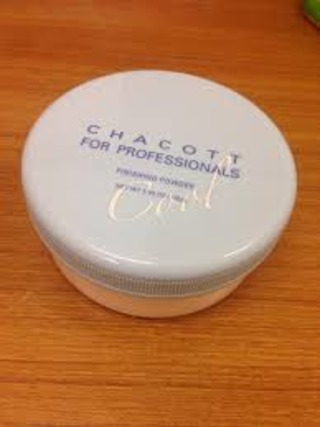 CHACOTT
FOR PROFESSIONALS
FINISHING POWDER
Cool